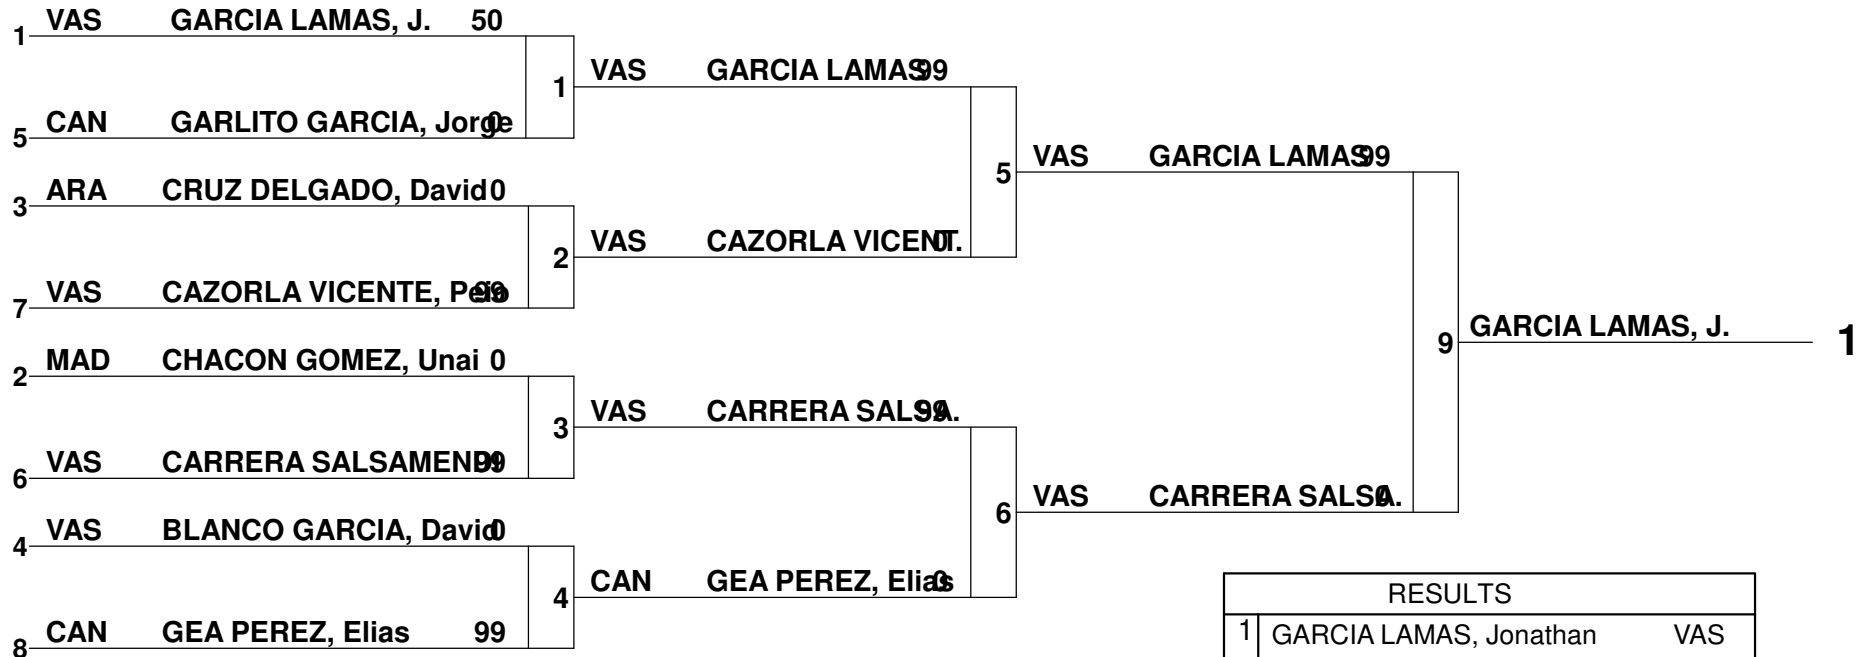 1 VAS GARCIA LAMAS, J. 50
1 VAS GARCIA LAMAS 99
5 CAN GARLITO GARCIA, Jorge 0
5 VAS GARCIA LAMAS 99
3 ARA CRUZ DELGADO, David 0
2 VAS CAZORLA VICENT. 0
7 VAS CAZORLA VICENTE, Peio 99
9 GARCIA LAMAS, J. 1
2 MAD CHACON GOMEZ, Unai 0
3 VAS CARRERA SALSA. 99
6 VAS CARRERA SALSAMENDI 99
6 VAS CARRERA SALSA. 0
4 VAS BLANCO GARCIA, David 0
4 CAN GEA PEREZ, Elias 0
8 CAN GEA PEREZ, Elias 99
RESULTS
1 GARCIA LAMAS, Jonathan VAS